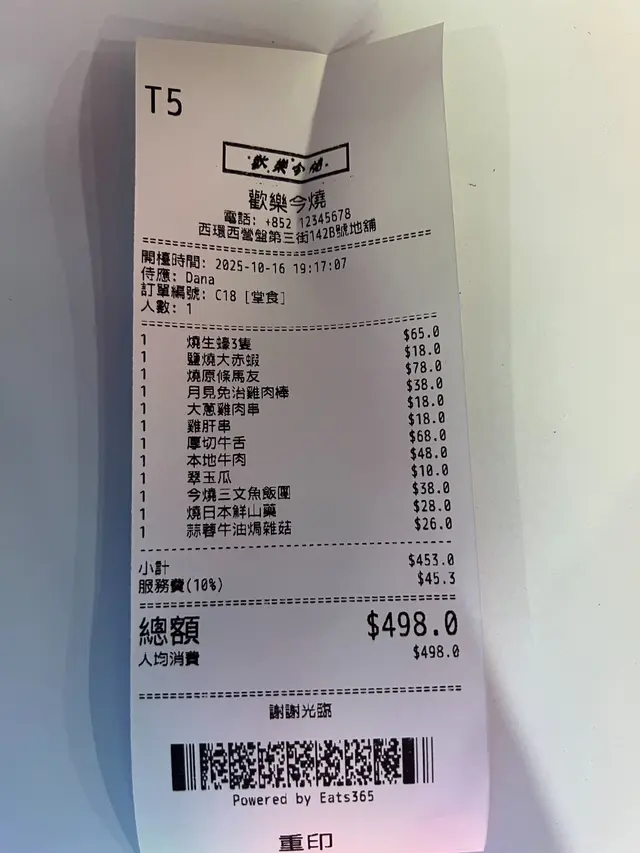 T5
歡樂今燒
歡樂今燒
電話: +852 12345678
西環西營盤第三街142B號地舖
開檯時間: 2025-10-16 19:17:07
侍應: Dana
訂單編號: C18 [堂食]
人數: 1
1 燒生蠔3隻 $65.0
1 鹽燒大赤蝦 $18.0
1 燒原條馬友 $78.0
1 月見免治雞肉棒 $38.0
1 大蔥雞肉串 $18.0
1 雞肝串 $18.0
1 厚切牛舌 $68.0
1 本地牛肉 $48.0
1 翠玉瓜 $10.0
1 今燒三文魚飯團 $38.0
1 燒日本鮮山藥 $28.0
1 蒜蓉牛油焗雜菇 $26.0
小計 $453.0
服務費(10%) $45.3
總額 $498.0
人均消費 $498.0
謝謝光臨
Powered by Eats365
重印